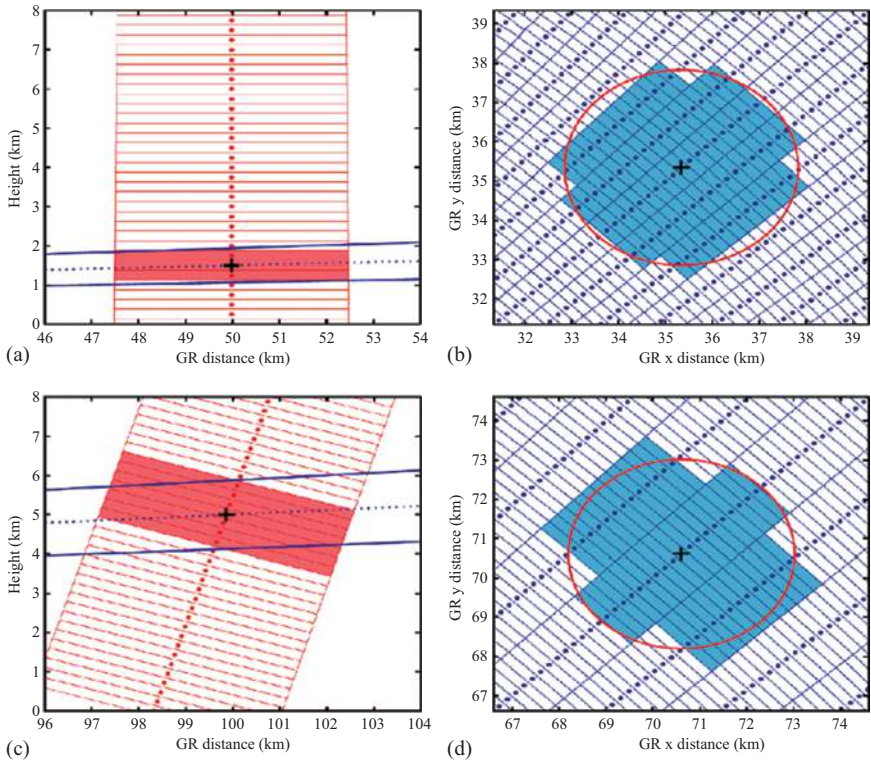 8
7
6
5
4
3
2
1
0
Height (km)
46 47 48 49 50 51 52 53 54
GR distance (km)
(a)
39
38
37
36
35
34
33
32
GR y distance (km)
32 33 34 35 36 37 38 39
GR x distance (km)
(b)
8
7
6
5
4
3
2
1
0
Height (km)
96 97 98 99 100 101 102 103 104
GR distance (km)
(c)
74
73
72
71
70
69
68
67
GR y distance (km)
67 68 69 70 71 72 73 74
GR x distance (km)
(d)